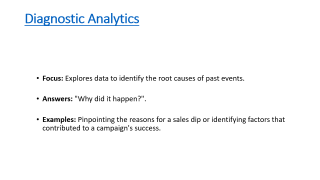 Diagnostic Analytics
• Focus: Explores data to identify the root causes of past events.
• Answers: "Why did it happen?".
• Examples: Pinpointing the reasons for a sales dip or identifying factors that
contributed to a campaign's success.